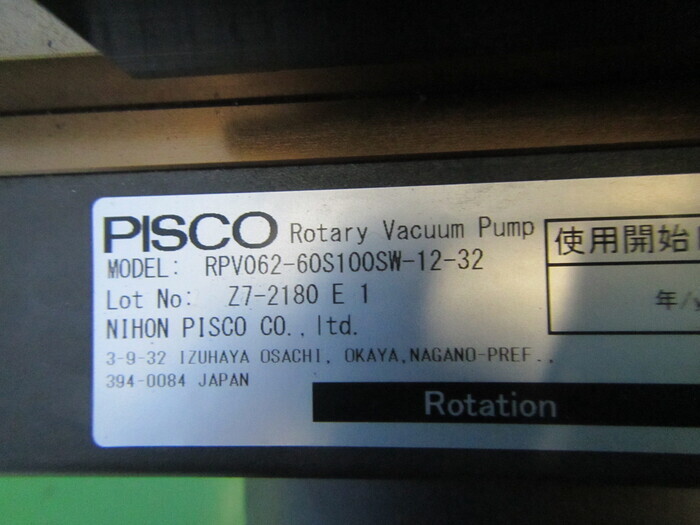 PISCO Rotary Vacuum Pump
MODEL: RPV062-60S100SW-12-32
Lot No: Z7-2180 E 1
NIHON PISCO CO., ltd.
3-9-32 IZUHAYA OSACHI, OKAYA, NAGANO-PREF.,
394-0084 JAPAN
使用開始
年/
Rotation